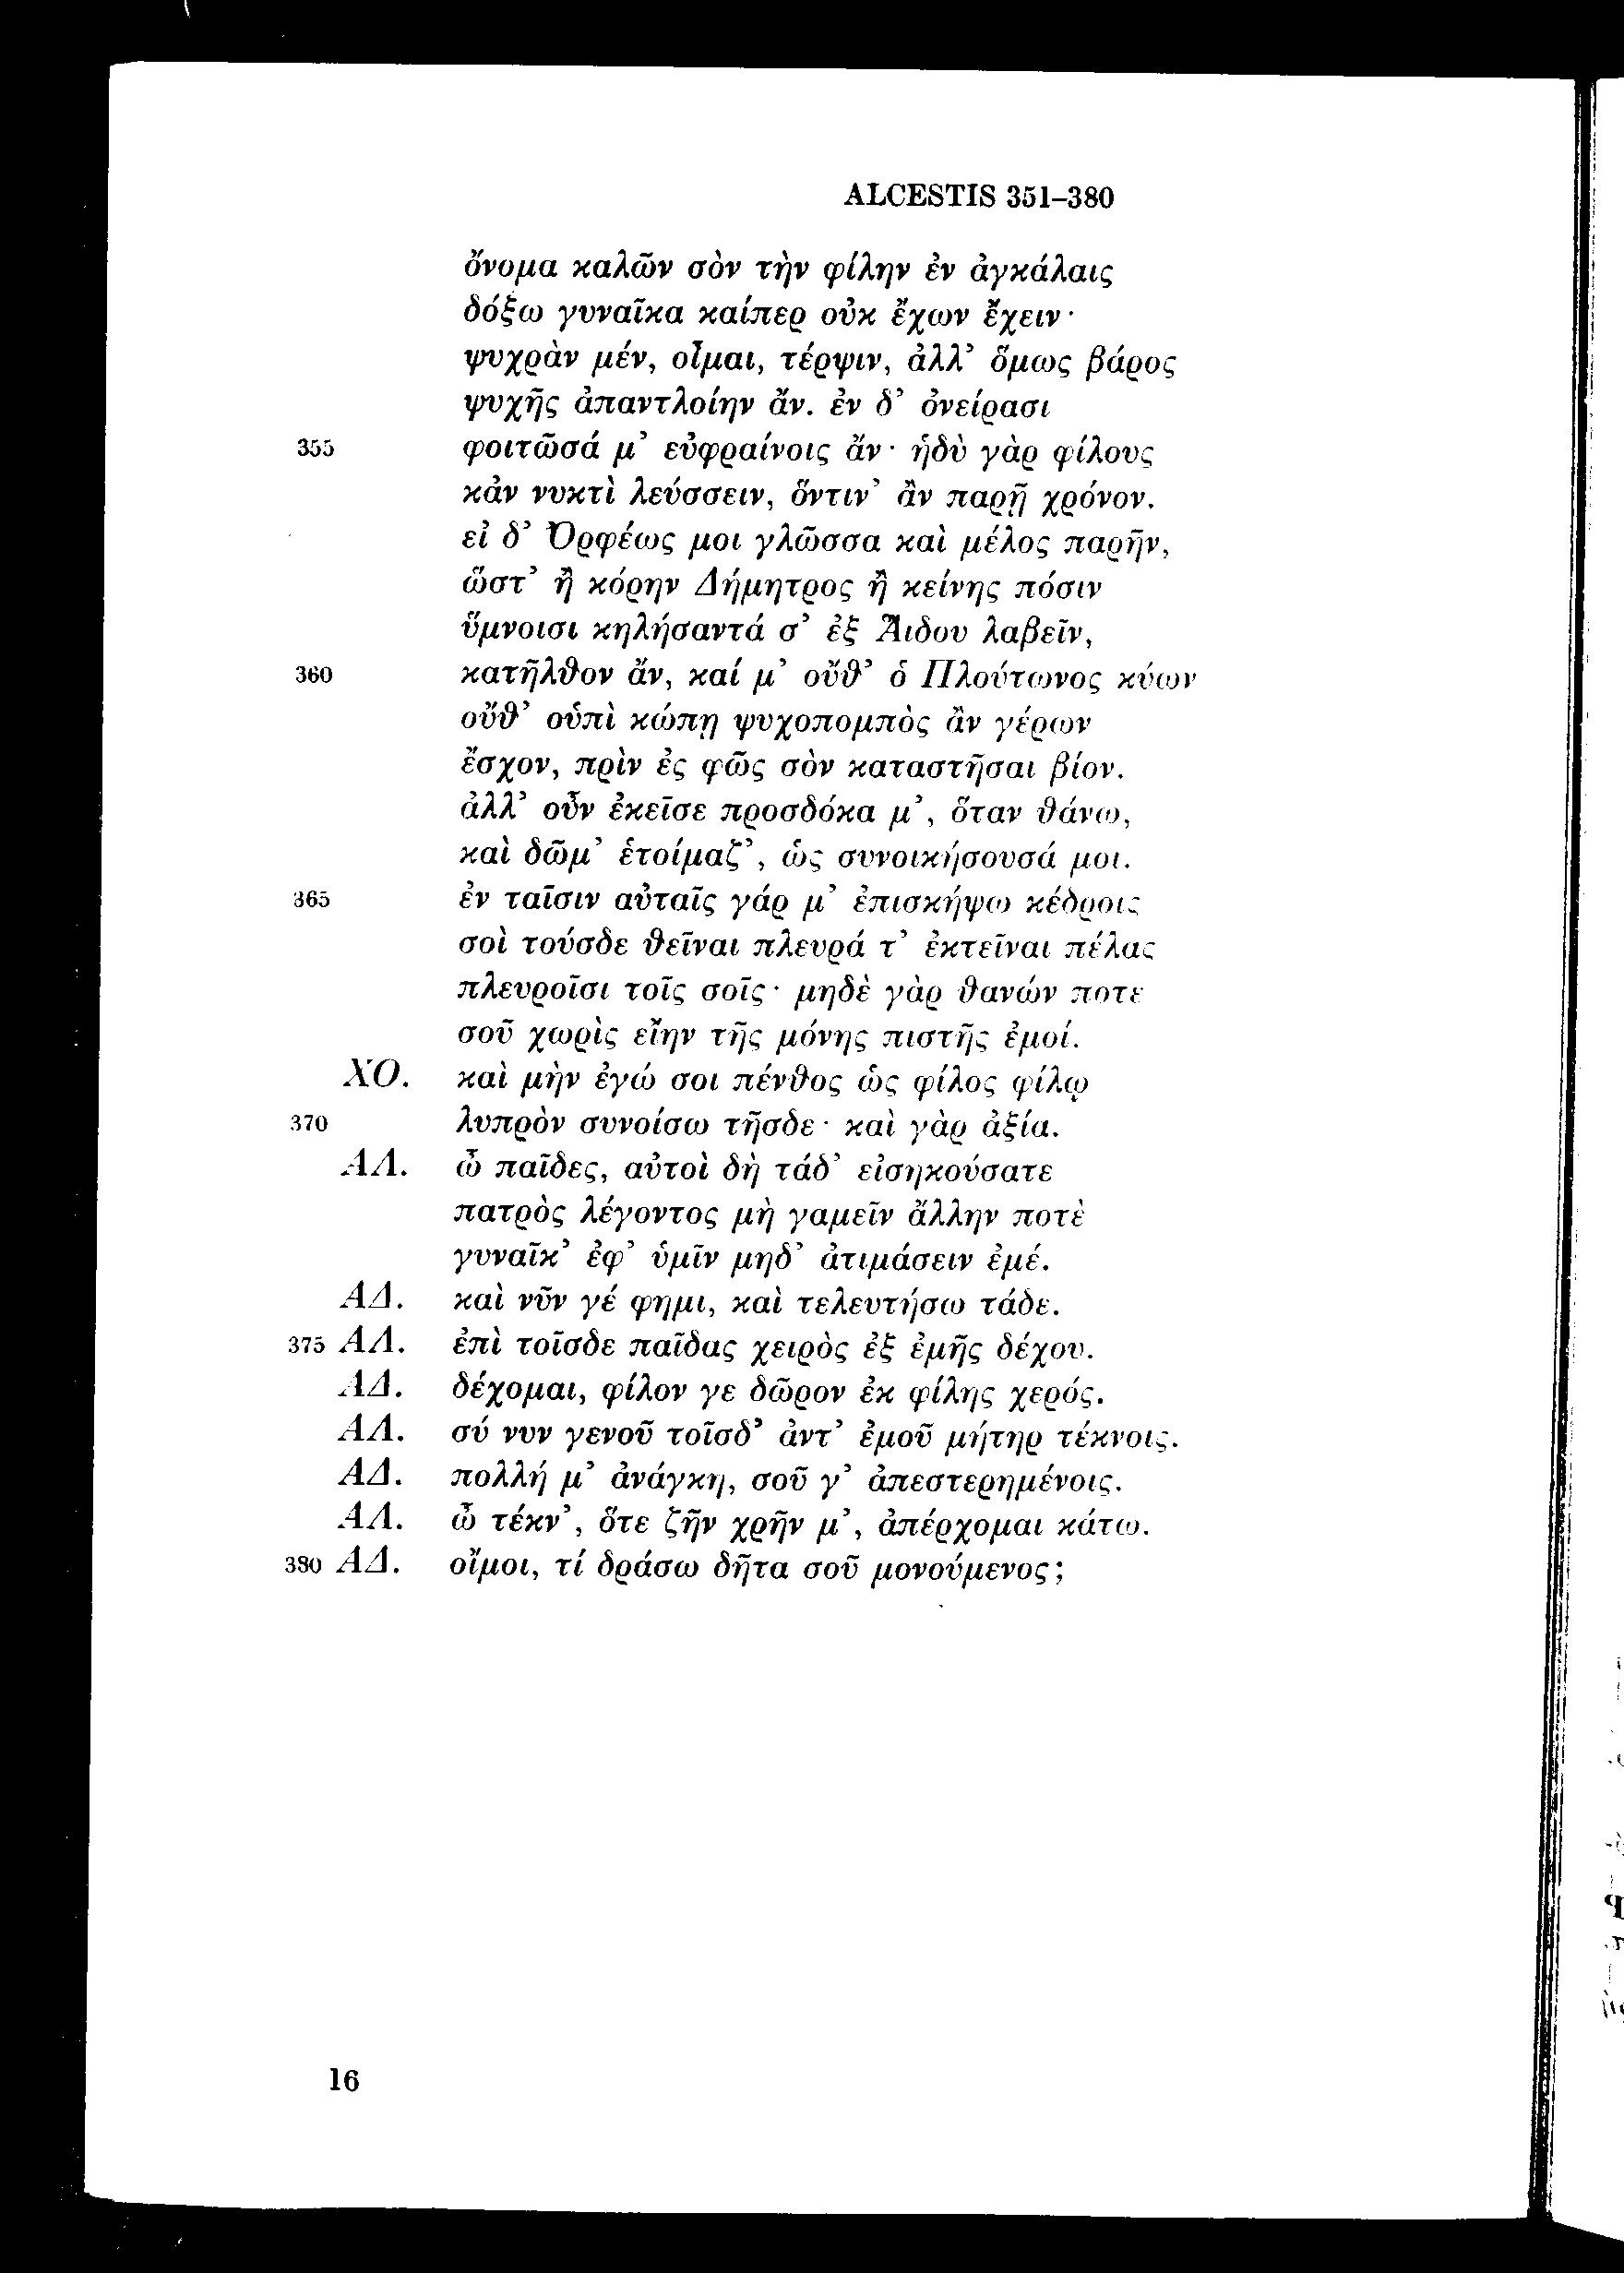 ALCESTIS 351–380
ὄνομα καλῶν σὸν τὴν φίλην ἐν ἀγκάλαις
δόξω γυναῖκα καίπερ οὐκ ἔχων ἔχειν·
ψυχρὰν μέν, οἶμαι, τέρψιν, ἀλλ’ ὅμως βάρος
ψυχῆς ἀπαντλοίην ἄν. ἐν δ’ ὀνείρασι
355 φοιτῶσά μ’ εὐφραίνοις ἄν· ἡδὺ γὰρ φίλους
κἀν νυκτὶ λεύσσειν, ὅντιν’ ἂν παρῇ χρόνον.
εἰ δ’ Ὀρφέως μοι γλῶσσα καὶ μέλος παρῆν,
ὥστ’ ἢ κόρην Δήμητρος ἢ κείνης πόσιν
ὕμνοισι κηλήσαντά σ’ ἐξ Ἅιδου λαβεῖν,
360 κατῆλθον ἄν, καί μ’ οὔθ’ ὁ Πλούτωνος κύων
οὔθ’ οὑπὶ κώπῃ ψυχοπομπὸς ἂν γέρων
ἔσχον, πρὶν ἐς φῶς σὸν καταστῆσαι βίον.
ἀλλ’ οὖν ἐκεῖσε προσδόκα μ’, ὅταν θάνω,
καὶ δῶμ’ ἑτοίμαζ’, ὡς συνοικήσουσά μοι.
365 ἐν ταῖσιν αὐταῖς γάρ μ’ ἐπισκήψω κέδροις
σοὶ τούσδε θεῖναι πλευρά τ’ ἐκτεῖναι πέλας
πλευροῖσι τοῖς σοῖς· μηδὲ γὰρ θανών ποτε
σοῦ χωρὶς εἴην τῆς μόνης πιστῆς ἐμοί.
ΧΟ. καὶ μὴν ἐγώ σοι πένθος ὡς φίλος φίλῳ
370 λυπρὸν συνοίσω τῆσδε· καὶ γὰρ ἀξία.
ΑΛ. ὦ παῖδες, αὐτοὶ δὴ τάδ’ εἰσηκούσατε
πατρὸς λέγοντος μὴ γαμεῖν ἄλλην ποτὲ
γυναῖκ’ ἐφ’ ὑμῖν μηδ’ ἀτιμάσειν ἐμέ.
ΑΔ. καὶ νῦν γέ φημι, καὶ τελευτήσω τάδε.
375 ΑΛ. ἐπὶ τοῖσδε παῖδας χειρὸς ἐξ ἐμῆς δέχου.
ΑΔ. δέχομαι, φίλον γε δῶρον ἐκ φίλης χερός.
ΑΛ. σύ νυν γενοῦ τοῖσδ’ ἀντ’ ἐμοῦ μήτηρ τέκνοις.
ΑΔ. πολλή μ’ ἀνάγκη, σοῦ γ’ ἀπεστερημένοις.
ΑΛ. ὦ τέκν’, ὅτε ζῆν χρῆν μ’, ἀπέρχομαι κάτω.
380 ΑΔ. οἴμοι, τί δράσω δῆτα σοῦ μονούμενος;
16